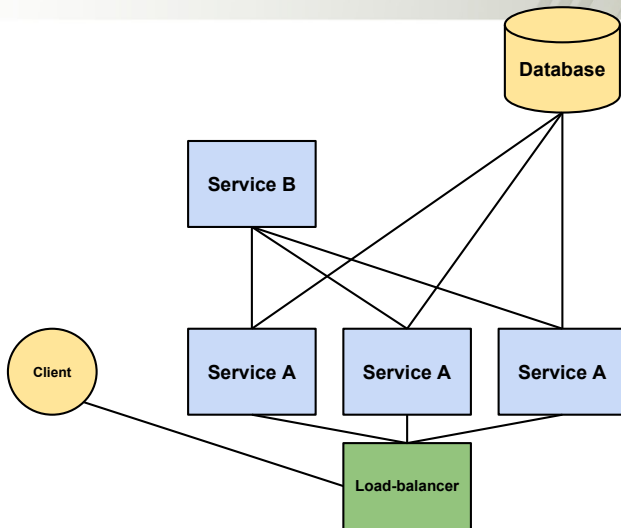 Database
Service B
Client
Service A
Service A
Service A
Load-balancer